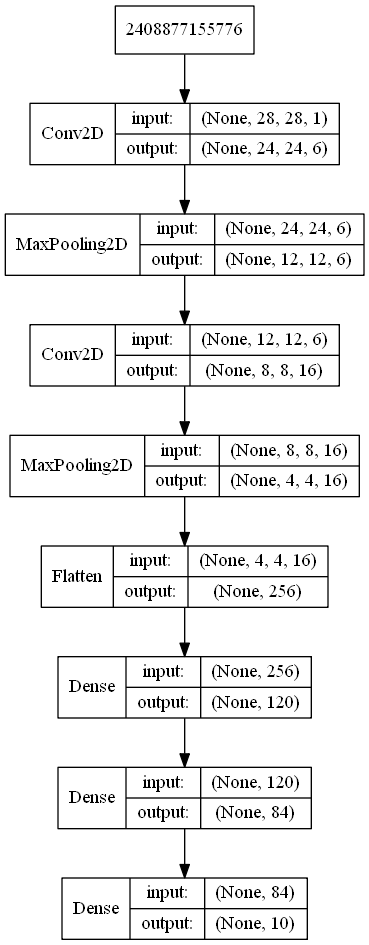 2408877155776
Conv2D
input: (None, 28, 28, 1)
output: (None, 24, 24, 6)
MaxPooling2D
input: (None, 24, 24, 6)
output: (None, 12, 12, 6)
Conv2D
input: (None, 12, 12, 6)
output: (None, 8, 8, 16)
MaxPooling2D
input: (None, 8, 8, 16)
output: (None, 4, 4, 16)
Flatten
input: (None, 4, 4, 16)
output: (None, 256)
Dense
input: (None, 256)
output: (None, 120)
Dense
input: (None, 120)
output: (None, 84)
Dense
input: (None, 84)
output: (None, 10)